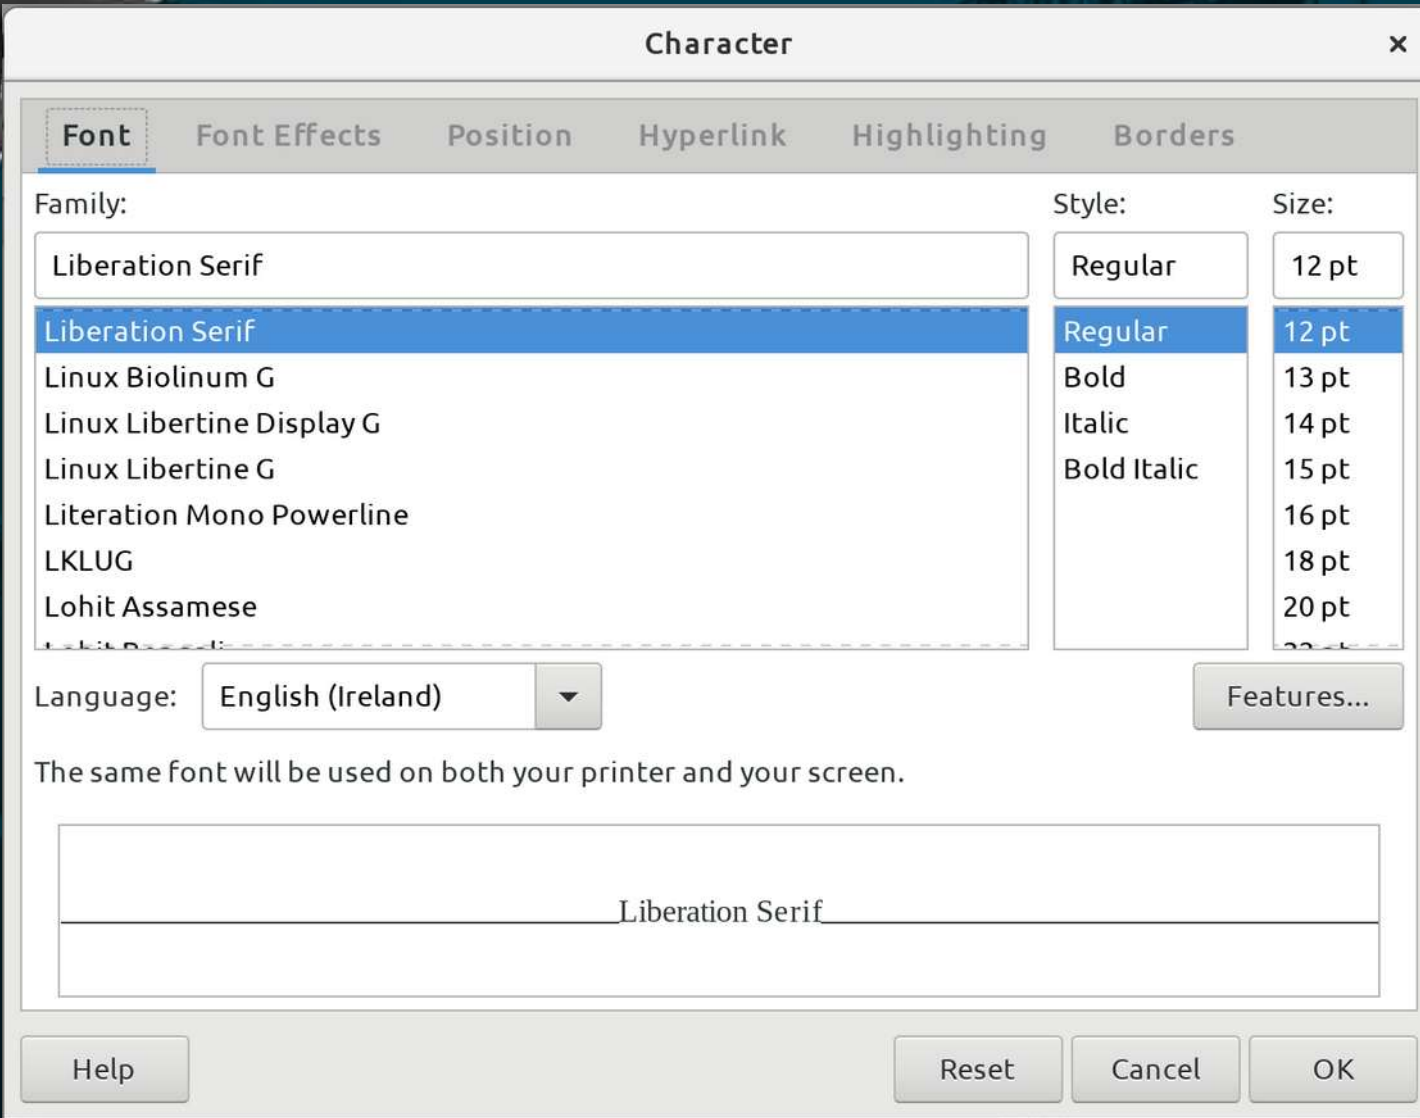 Character
Font Font Effects Position Hyperlink Highlighting Borders
Family: Style: Size:
Liberation Serif Regular 12 pt
Liberation Serif Regular 12 pt
Linux Biolinum G Bold 13 pt
Linux Libertine Display G Italic 14 pt
Linux Libertine G Bold Italic 15 pt
Literation Mono Powerline 16 pt
LKLUG 18 pt
Lohit Assamese 20 pt
Language: English (Ireland) Features...
The same font will be used on both your printer and your screen.
Liberation Serif
Help Reset Cancel OK